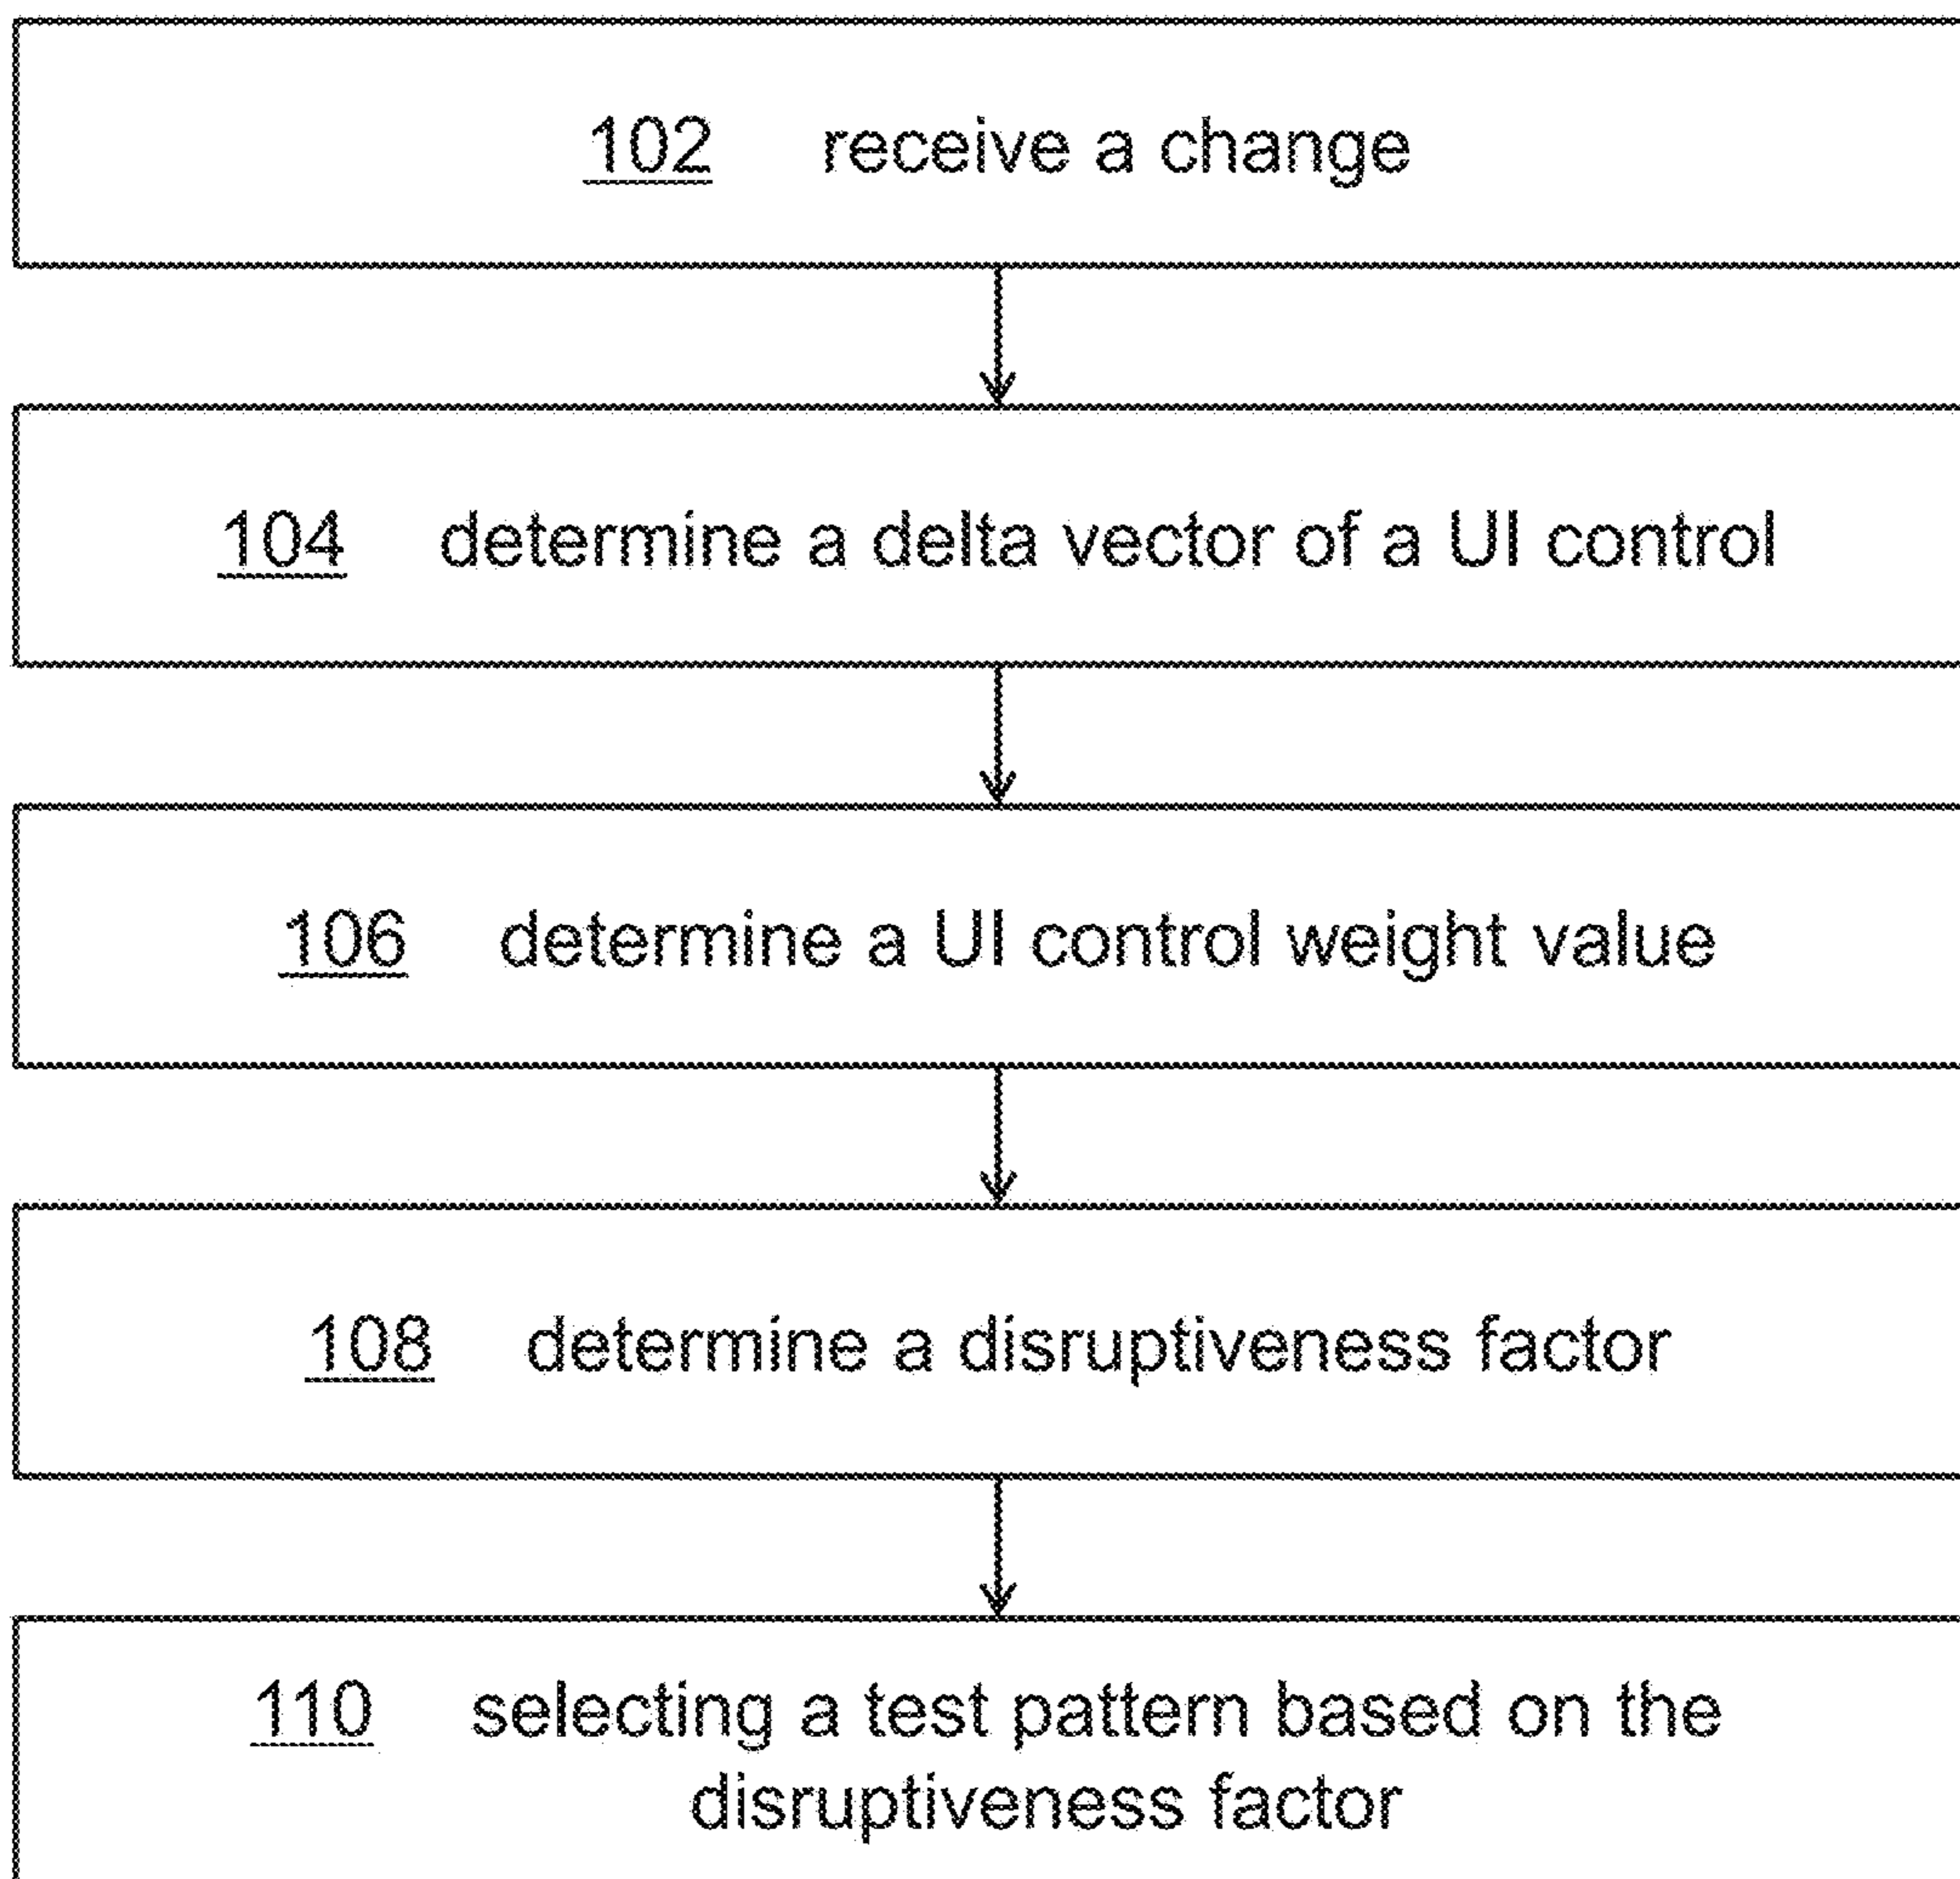 102 receive a change
104 determine a delta vector of a UI control
106 determine a UI control weight value
108 determine a disruptiveness factor
110 selecting a test pattern based on the
disruptiveness factor